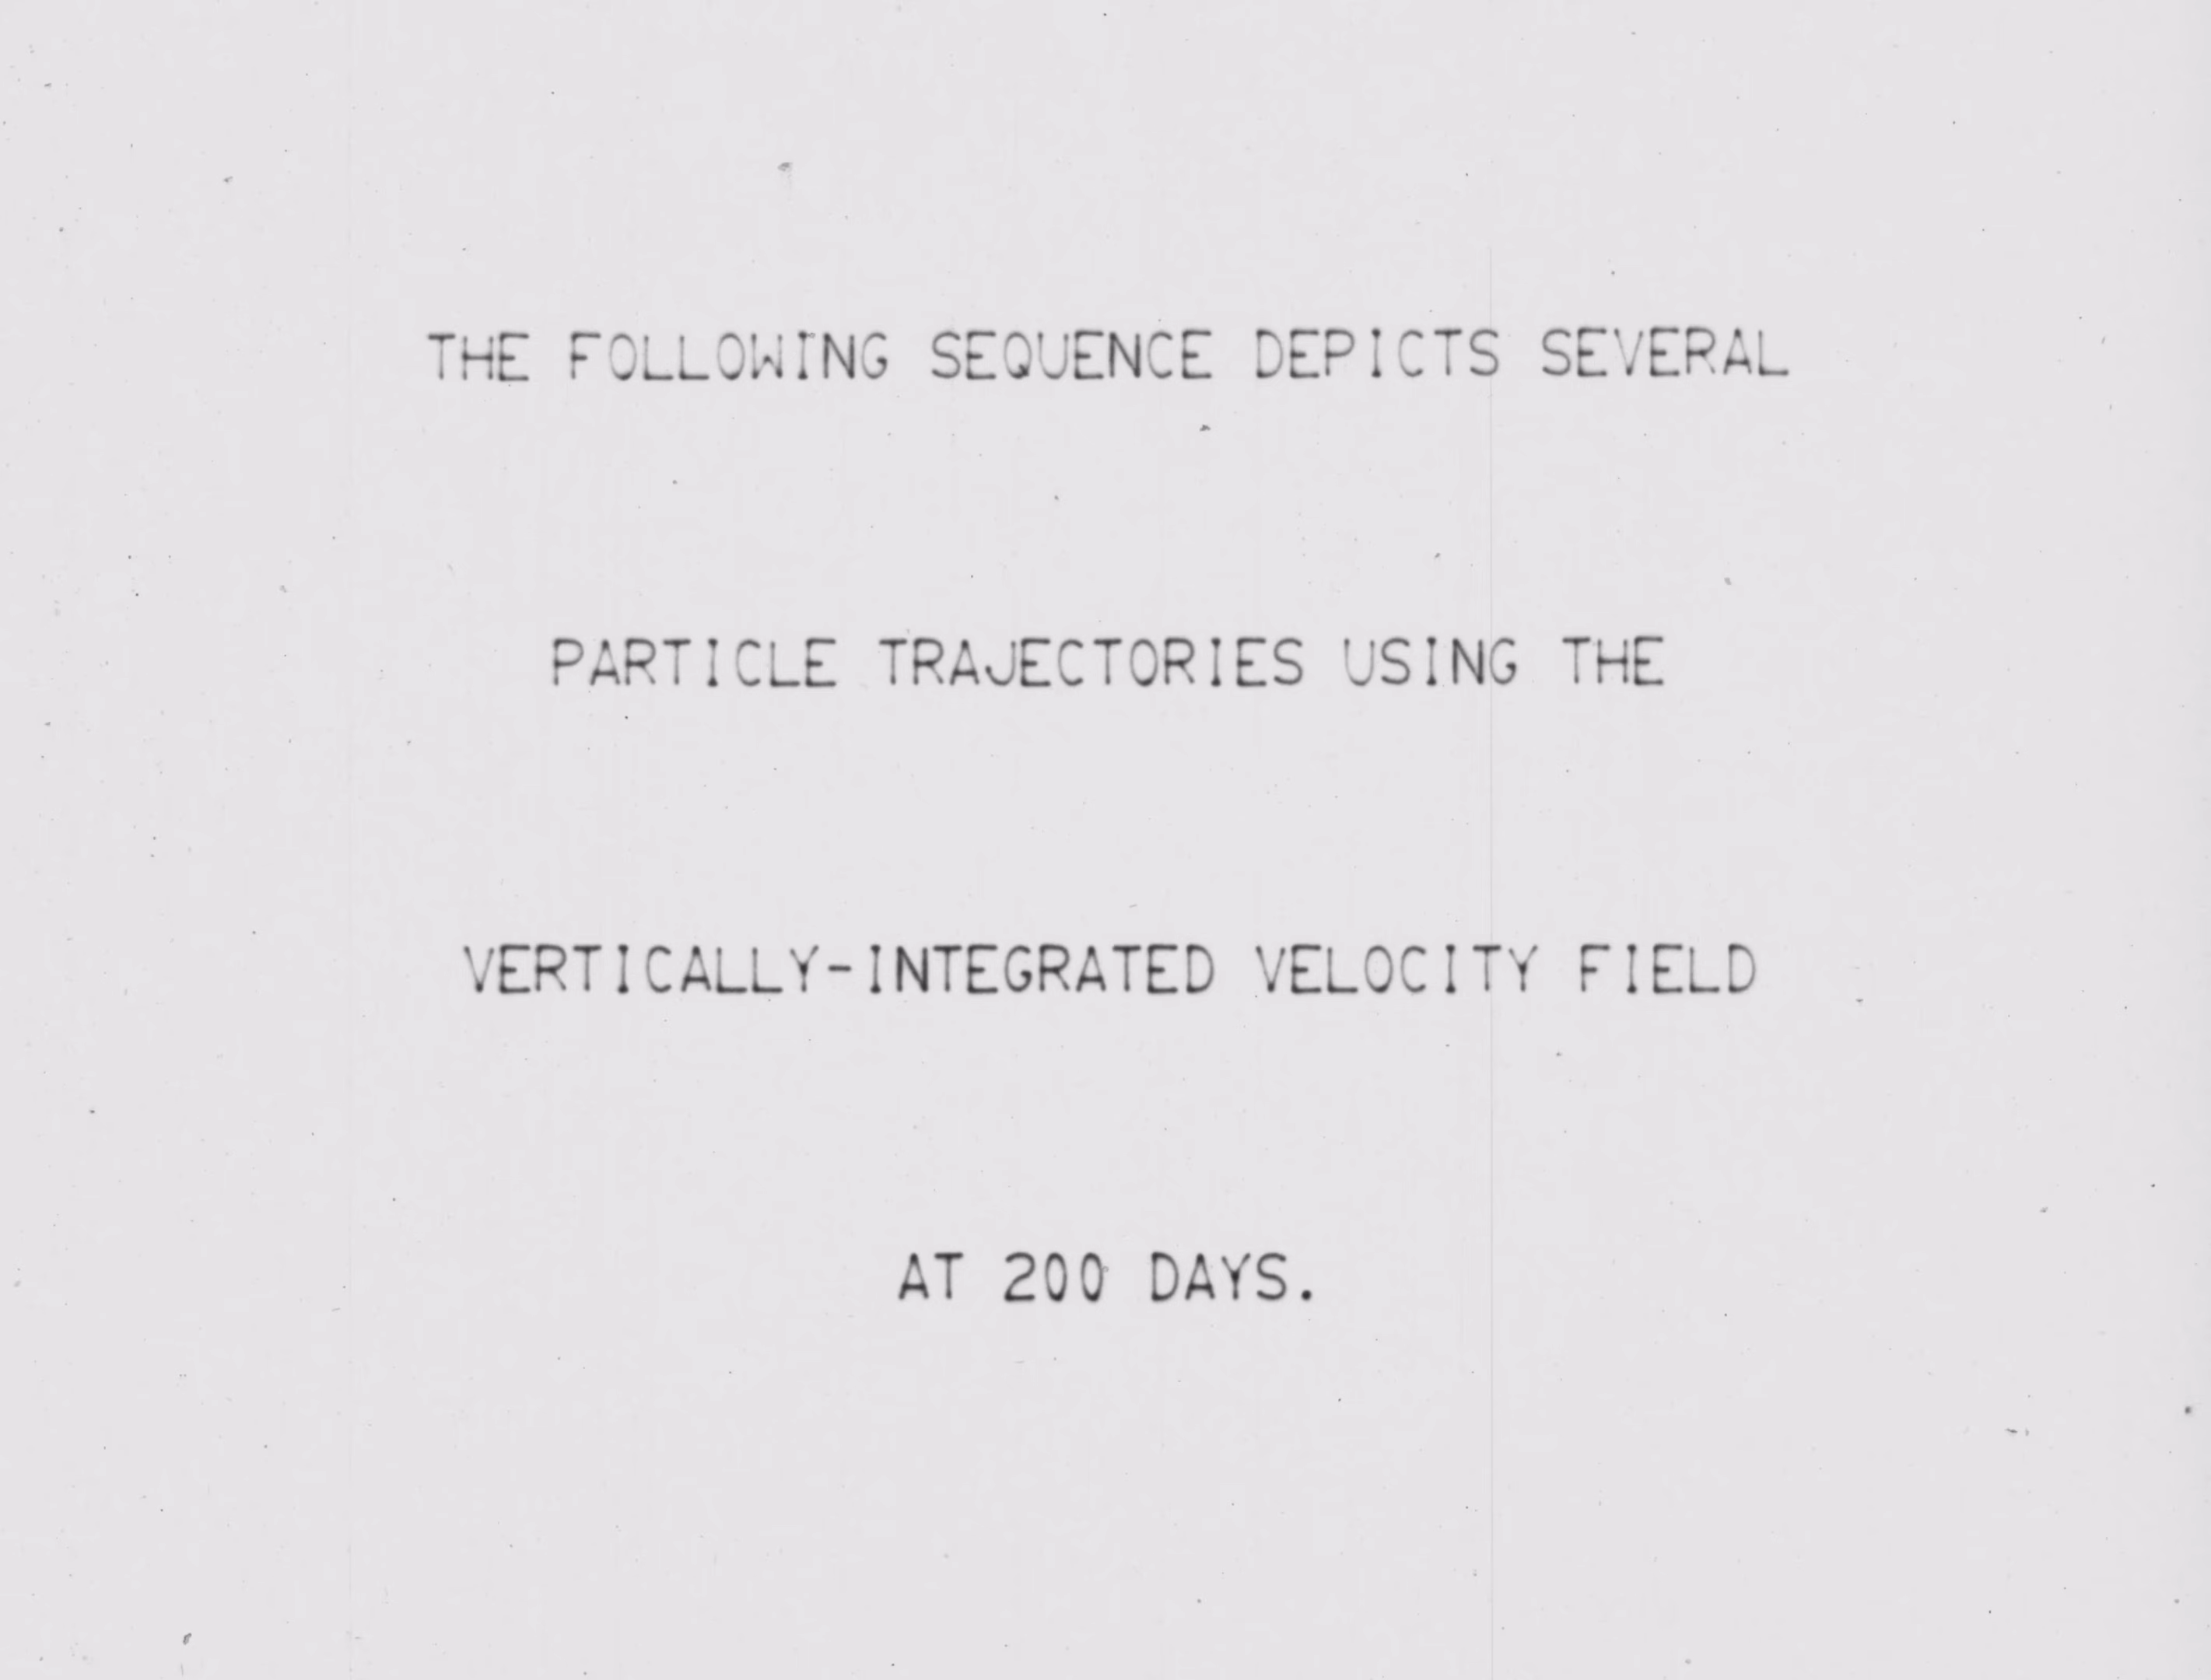 THE FOLLOWING SEQUENCE DEPICTS SEVERAL
PARTICLE TRAJECTORIES USING THE
VERTICALLY-INTEGRATED VELOCITY FIELD
AT 200 DAYS.